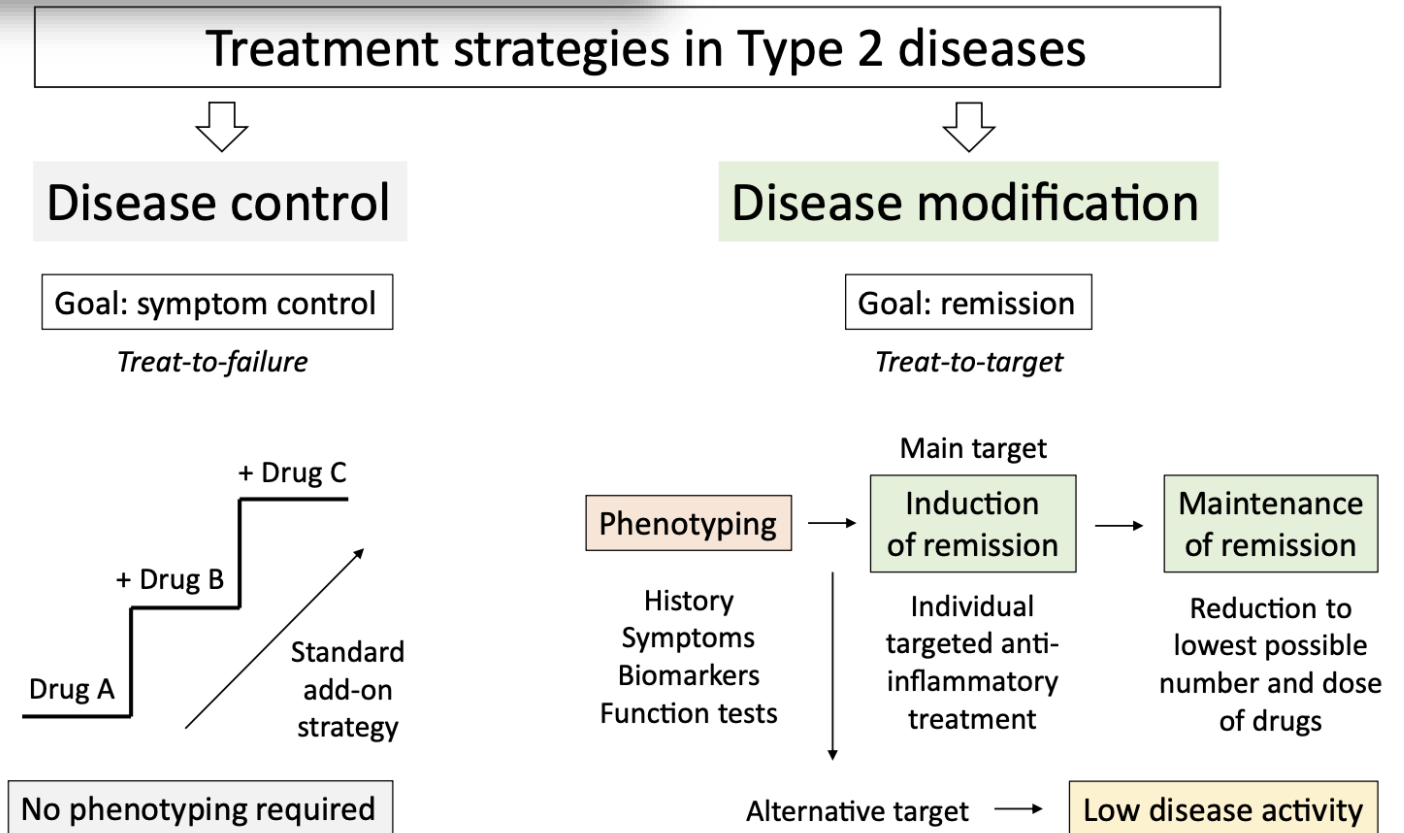 Treatment strategies in Type 2 diseases
Disease control
Goal: symptom control
Treat-to-failure
+ Drug C
+ Drug B
Drug A
Standard
add-on
strategy
No phenotyping required
Disease modification
Goal: remission
Treat-to-target
Phenotyping
History
Symptoms
Biomarkers
Function tests
Main target
Induction
of remission
Individual
targeted anti-
inflammatory
treatment
Maintenance
of remission
Reduction to
lowest possible
number and dose
of drugs
Alternative target
Low disease activity